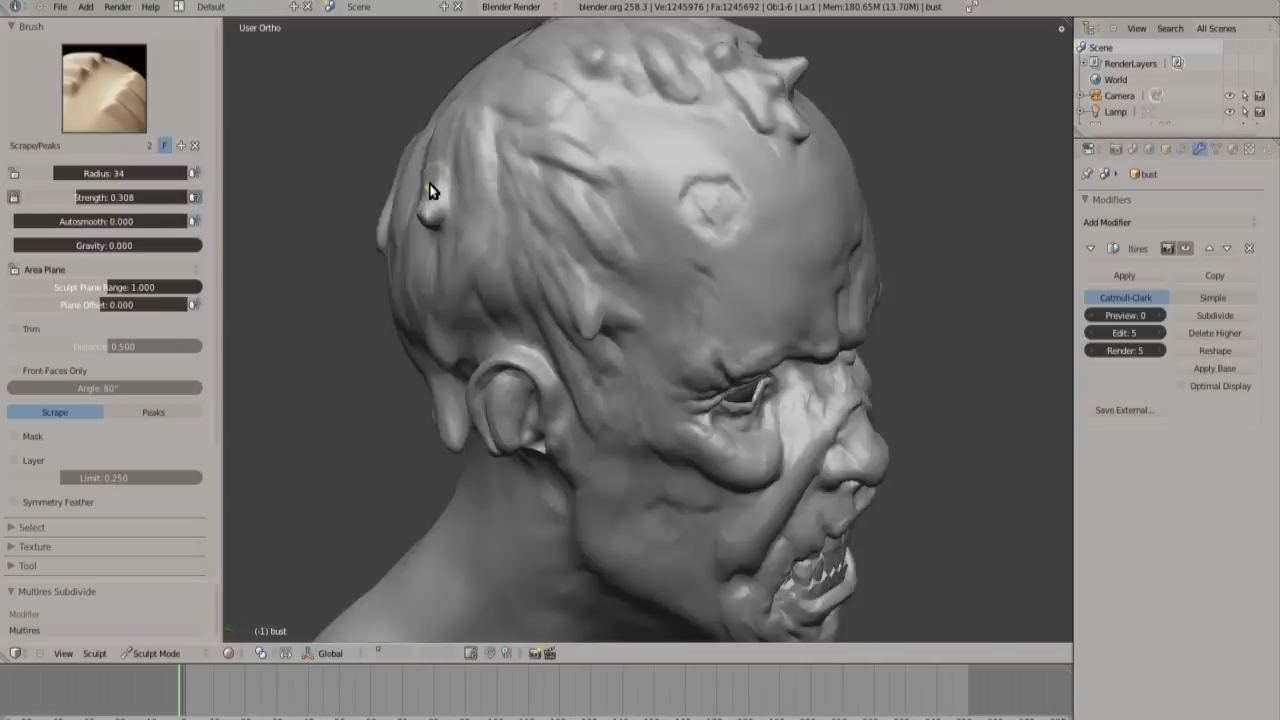 File Add Render Help Default Scene Blender Render blender.org 258.3 | Ve:1245976 | Fa:1245692 | Ob:1-6 | La:1 | Mem:180.65M (13.70M) | bust
Brush
User Ortho
View Search All Scenes
Scene
RenderLayers
World
Camera
Lamp
Scrape/Peaks 2 F
Radius: 34
bust
Strength: 0.308
Modifiers
Autosmooth: 0.000
Add Modifier
Gravity: 0.000
ltires
Area Plane
Apply Copy
Sculpt Plane Range: 1.000
Catmull-Clark Simple
Plane Offset: 0.000
Preview: 0 Subdivide
Trim
Edit: 5 Delete Higher
Distance: 0.500
Render: 5 Reshape
Front-Faces Only
Apply Base
Angle: 80°
Optimal Display
Scrape Peaks
Save External...
Mask
Layer
Limit: 0.250
Symmetry Feather
Select
Texture
Tool
Multires Subdivide
Modifier
Multires
(-1) bust
View Sculpt Sculpt Mode Global